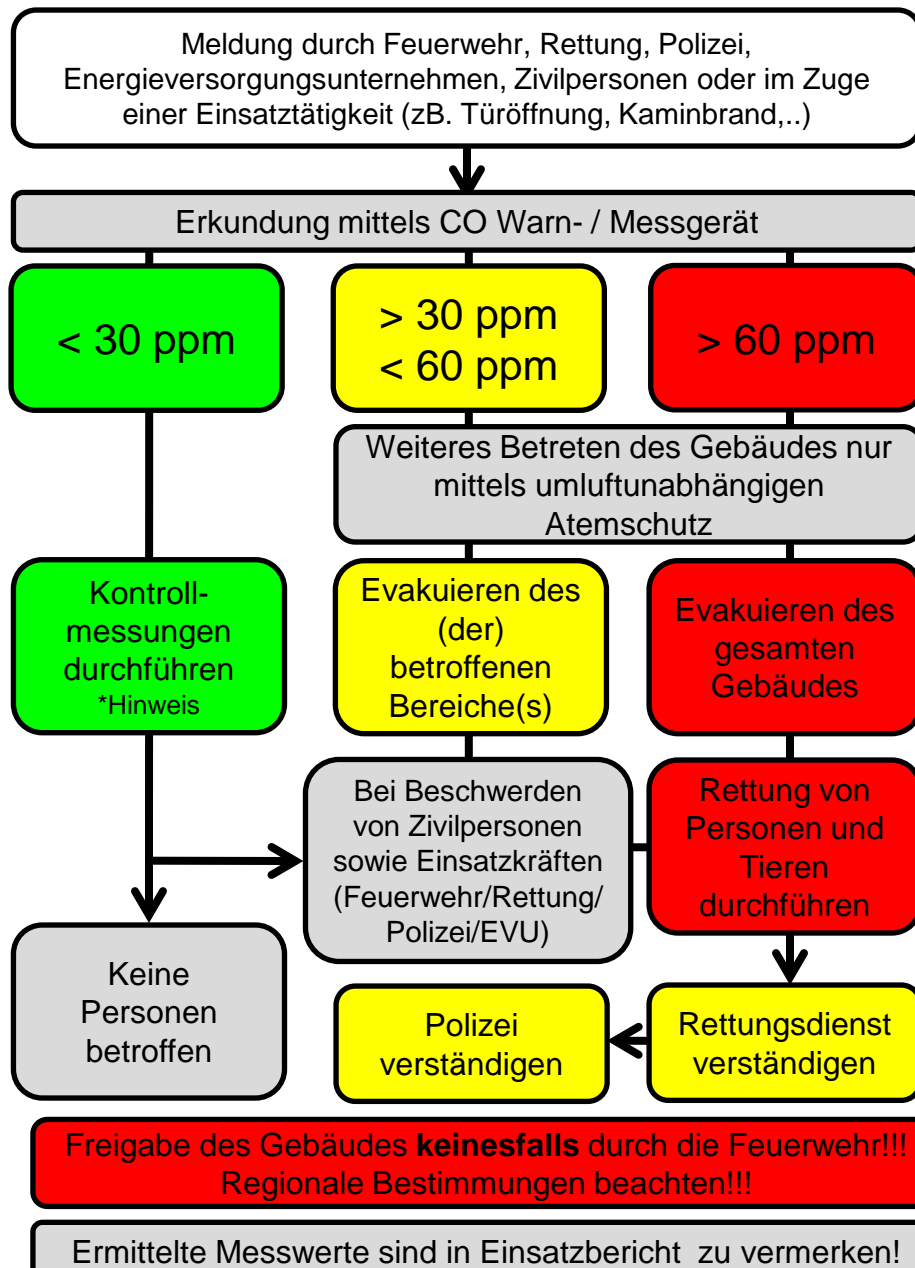 Meldung durch Feuerwehr, Rettung, Polizei,
Energieversorgungsunternehmen, Zivilpersonen oder im Zuge
einer Einsatztätigkeit (zB. Türöffnung, Kaminbrand,..)
Erkundung mittels CO Warn- / Messgerät
< 30 ppm
> 30 ppm
< 60 ppm
> 60 ppm
Weiteres Betreten des Gebäudes nur
mittels umluftunabhängigen
Atemschutz
Kontroll-
messungen
durchführen
*Hinweis
Evakuieren des
(der)
betroffenen
Bereiche(s)
Evakuieren des
gesamten
Gebäudes
Bei Beschwerden
von Zivilpersonen
sowie Einsatzkräften
(Feuerwehr/Rettung/
Polizei/EVU)
Rettung von
Personen und
Tieren
durchführen
Keine
Personen
betroffen
Polizei
verständigen
Rettungsdienst
verständigen
Freigabe des Gebäudes keinesfalls durch die Feuerwehr!!!
Regionale Bestimmungen beachten!!!
Ermittelte Messwerte sind in Einsatzbericht zu vermerken!